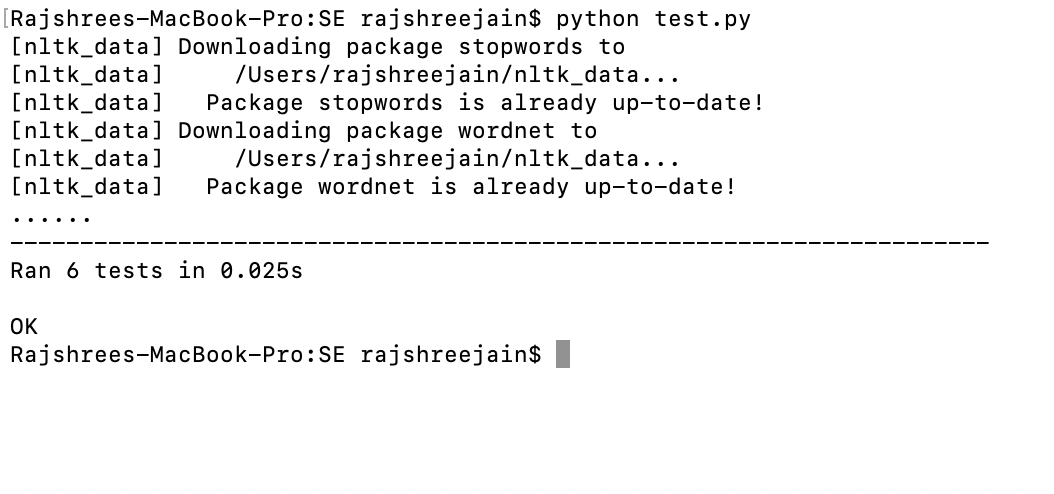 [Rajshrees-MacBook-Pro:SE rajshreejain$ python test.py
[nltk_data] Downloading package stopwords to
[nltk_data]     /Users/rajshreejain/nltk_data...
[nltk_data]   Package stopwords is already up-to-date!
[nltk_data] Downloading package wordnet to
[nltk_data]     /Users/rajshreejain/nltk_data...
[nltk_data]   Package wordnet is already up-to-date!
......
----------------------------------------------------------------------
Ran 6 tests in 0.025s

OK
Rajshrees-MacBook-Pro:SE rajshreejain$